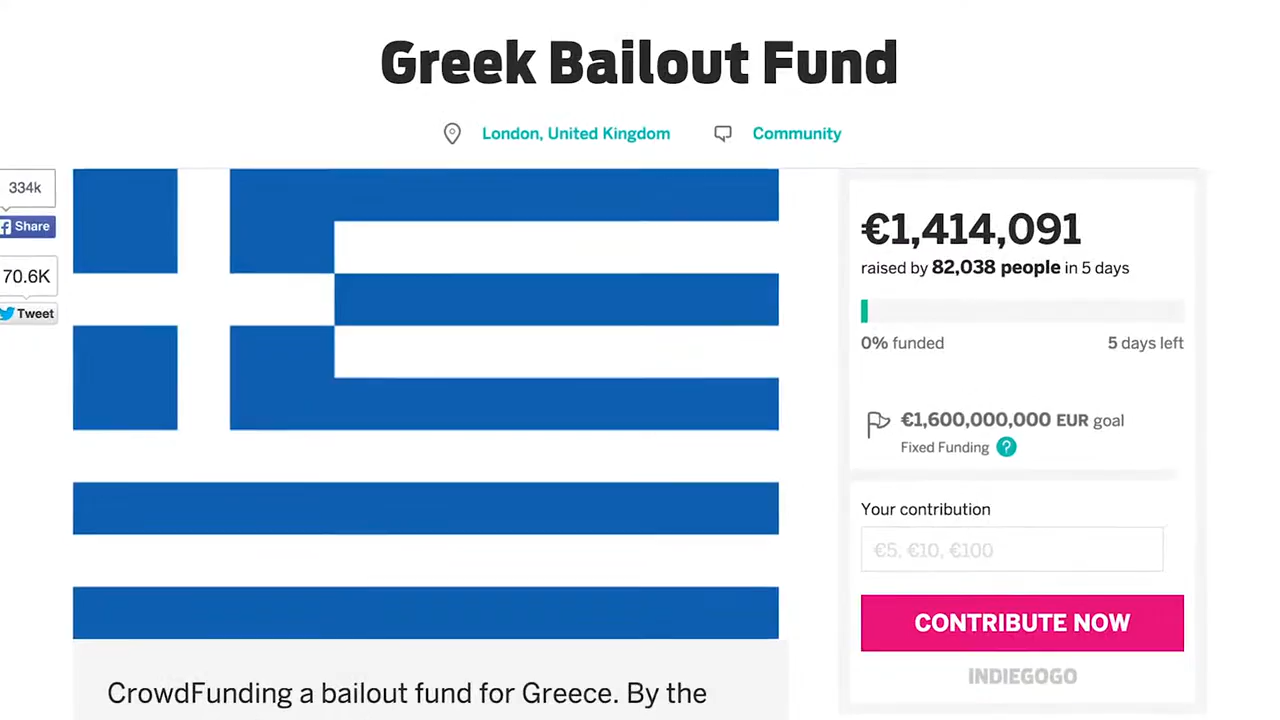 Greek Bailout Fund
London, United Kingdom Community
334k
Share
70.6K
Tweet
€1,414,091
raised by 82,038 people in 5 days
0% funded 5 days left
€1,600,000,000 EUR goal
Fixed Funding ?
Your contribution
€5, €10, €100
CONTRIBUTE NOW
INDIEGOGO
CrowdFunding a bailout fund for Greece. By the